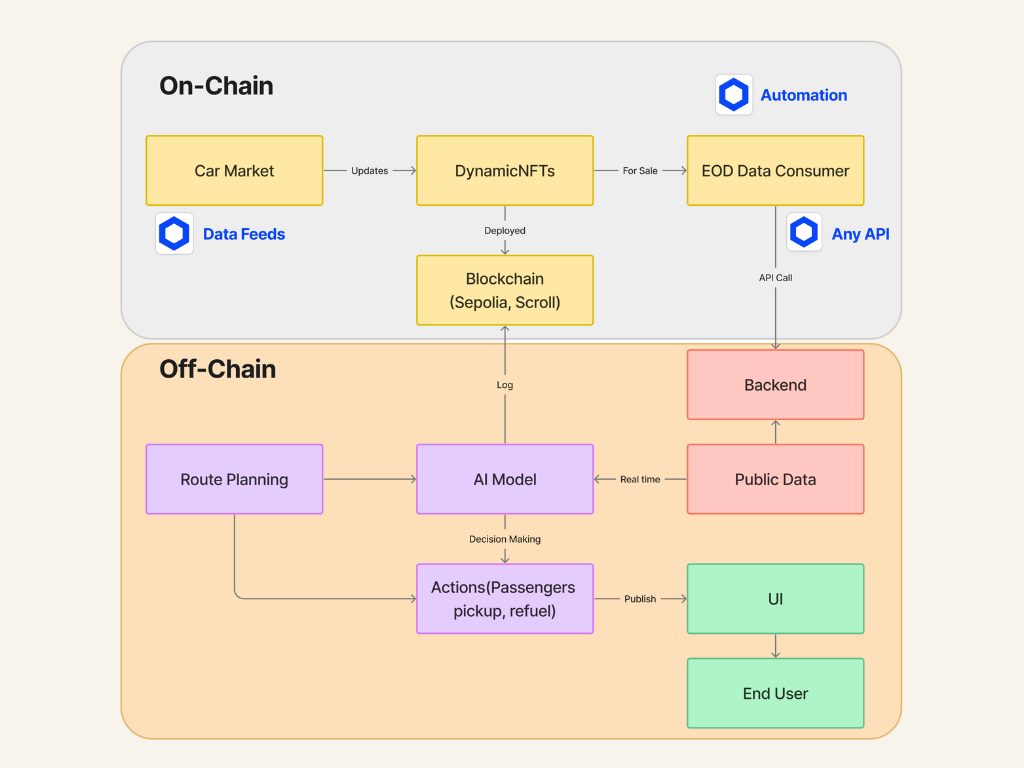 On-Chain
Automation
Car Market
Updates
DynamicNFTs
For Sale
EOD Data Consumer
Data Feeds
Deployed
Any API
Blockchain
(Sepolia, Scroll)
API Call
Off-Chain
Log
Backend
Route Planning
AI Model
Real time
Public Data
Decision Making
Actions(Passengers
pickup, refuel)
Publish
UI
End User